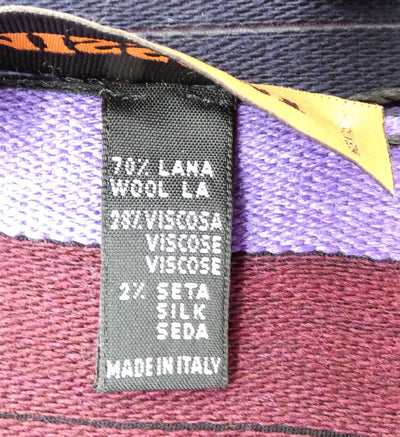 70% LANA
WOOL LA
28% VISCOSA
VISCOSE
VISCOSE
2% SETA
SILK
SEDA
MADE IN ITALY